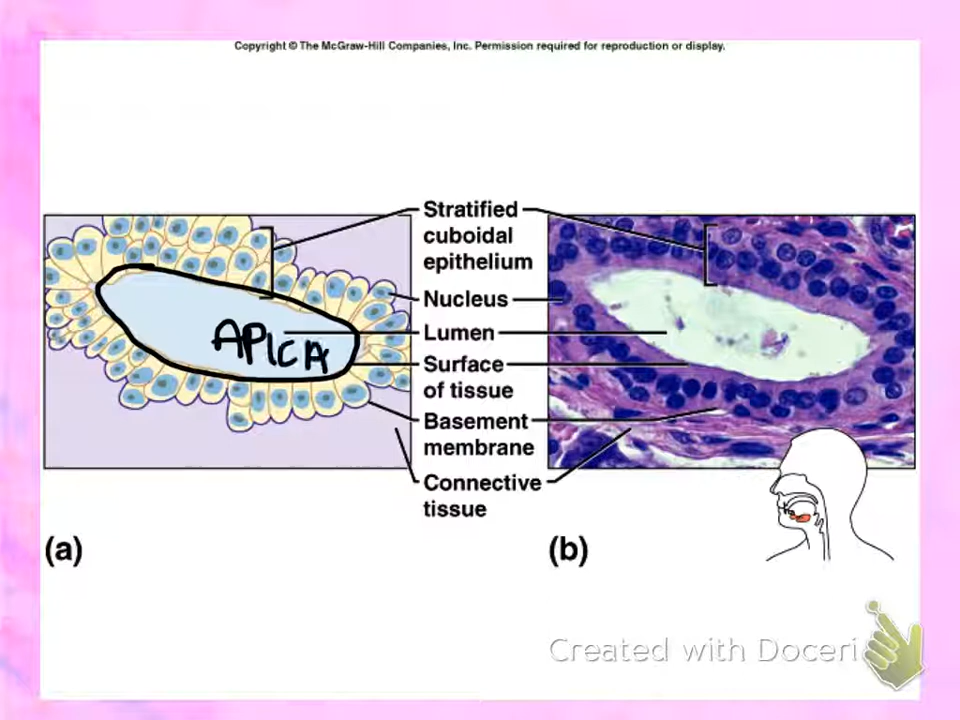 Copyright © The McGraw-Hill Companies, Inc. Permission required for reproduction or display.
Stratified
cuboidal
epithelium
Nucleus
Lumen
Surface
of tissue
Basement
membrane
Connective
tissue
APICA
(a)
(b)
Created with Doceri